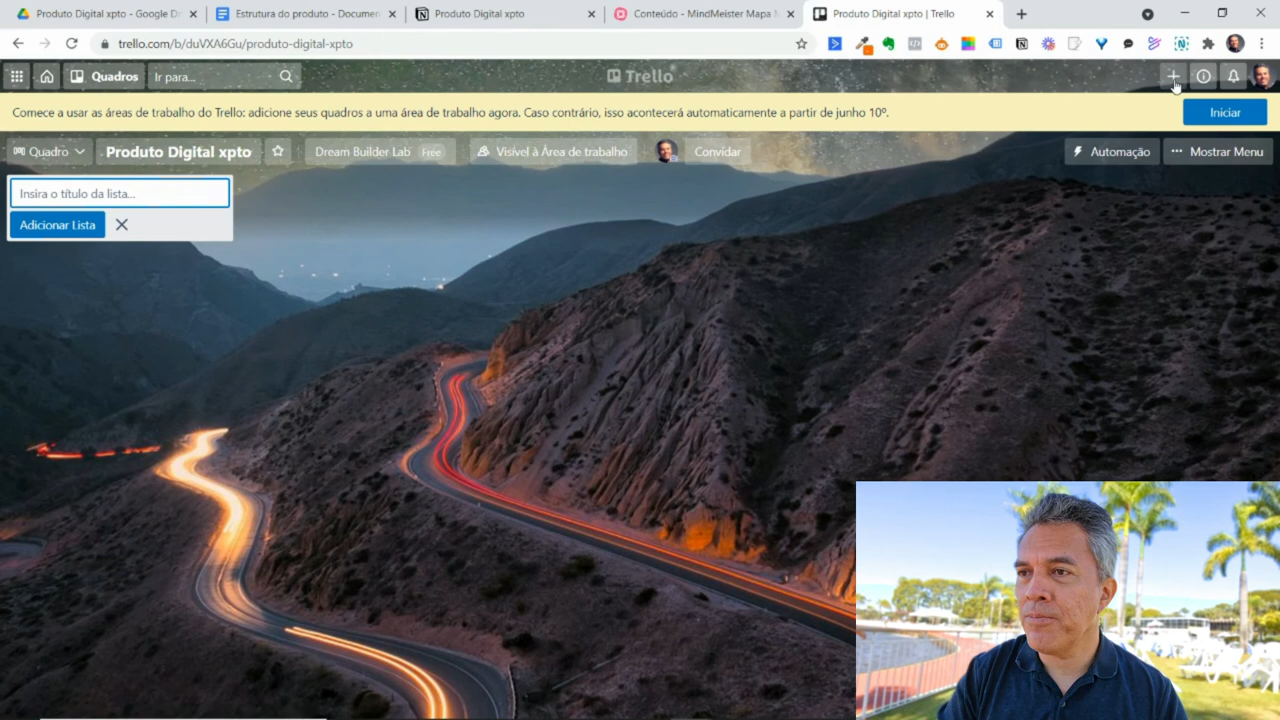 Produto Digital xpto - Google Dr
Estrutura do produto - Documen
Produto Digital xpto
Conteúdo - MindMeister Mapa M
Produto Digital xpto | Trello
trello.com/b/duVXA6Gu/produto-digital-xpto
Quadros
Ir para...
Trello
Comece a usar as áreas de trabalho do Trello: adicione seus quadros a uma área de trabalho agora. Caso contrário, isso acontecerá automaticamente a partir de junho 10º.
Iniciar
Quadro
Produto Digital xpto
Dream Builder Lab Free
Visível à Área de trabalho
Convidar
Automação
Mostrar Menu
Insira o título da lista...
Adicionar Lista